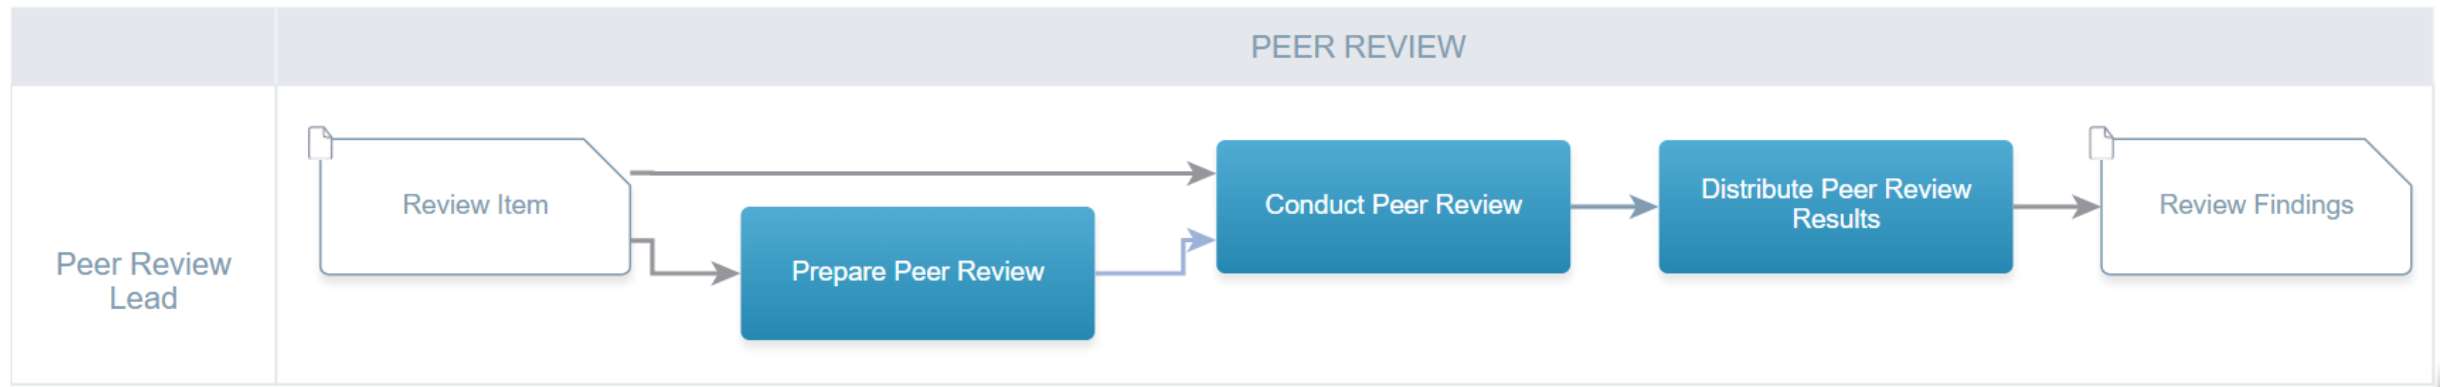 PEER REVIEW
Peer Review
Lead
Review Item
Prepare Peer Review
Conduct Peer Review
Distribute Peer Review
Results
Review Findings